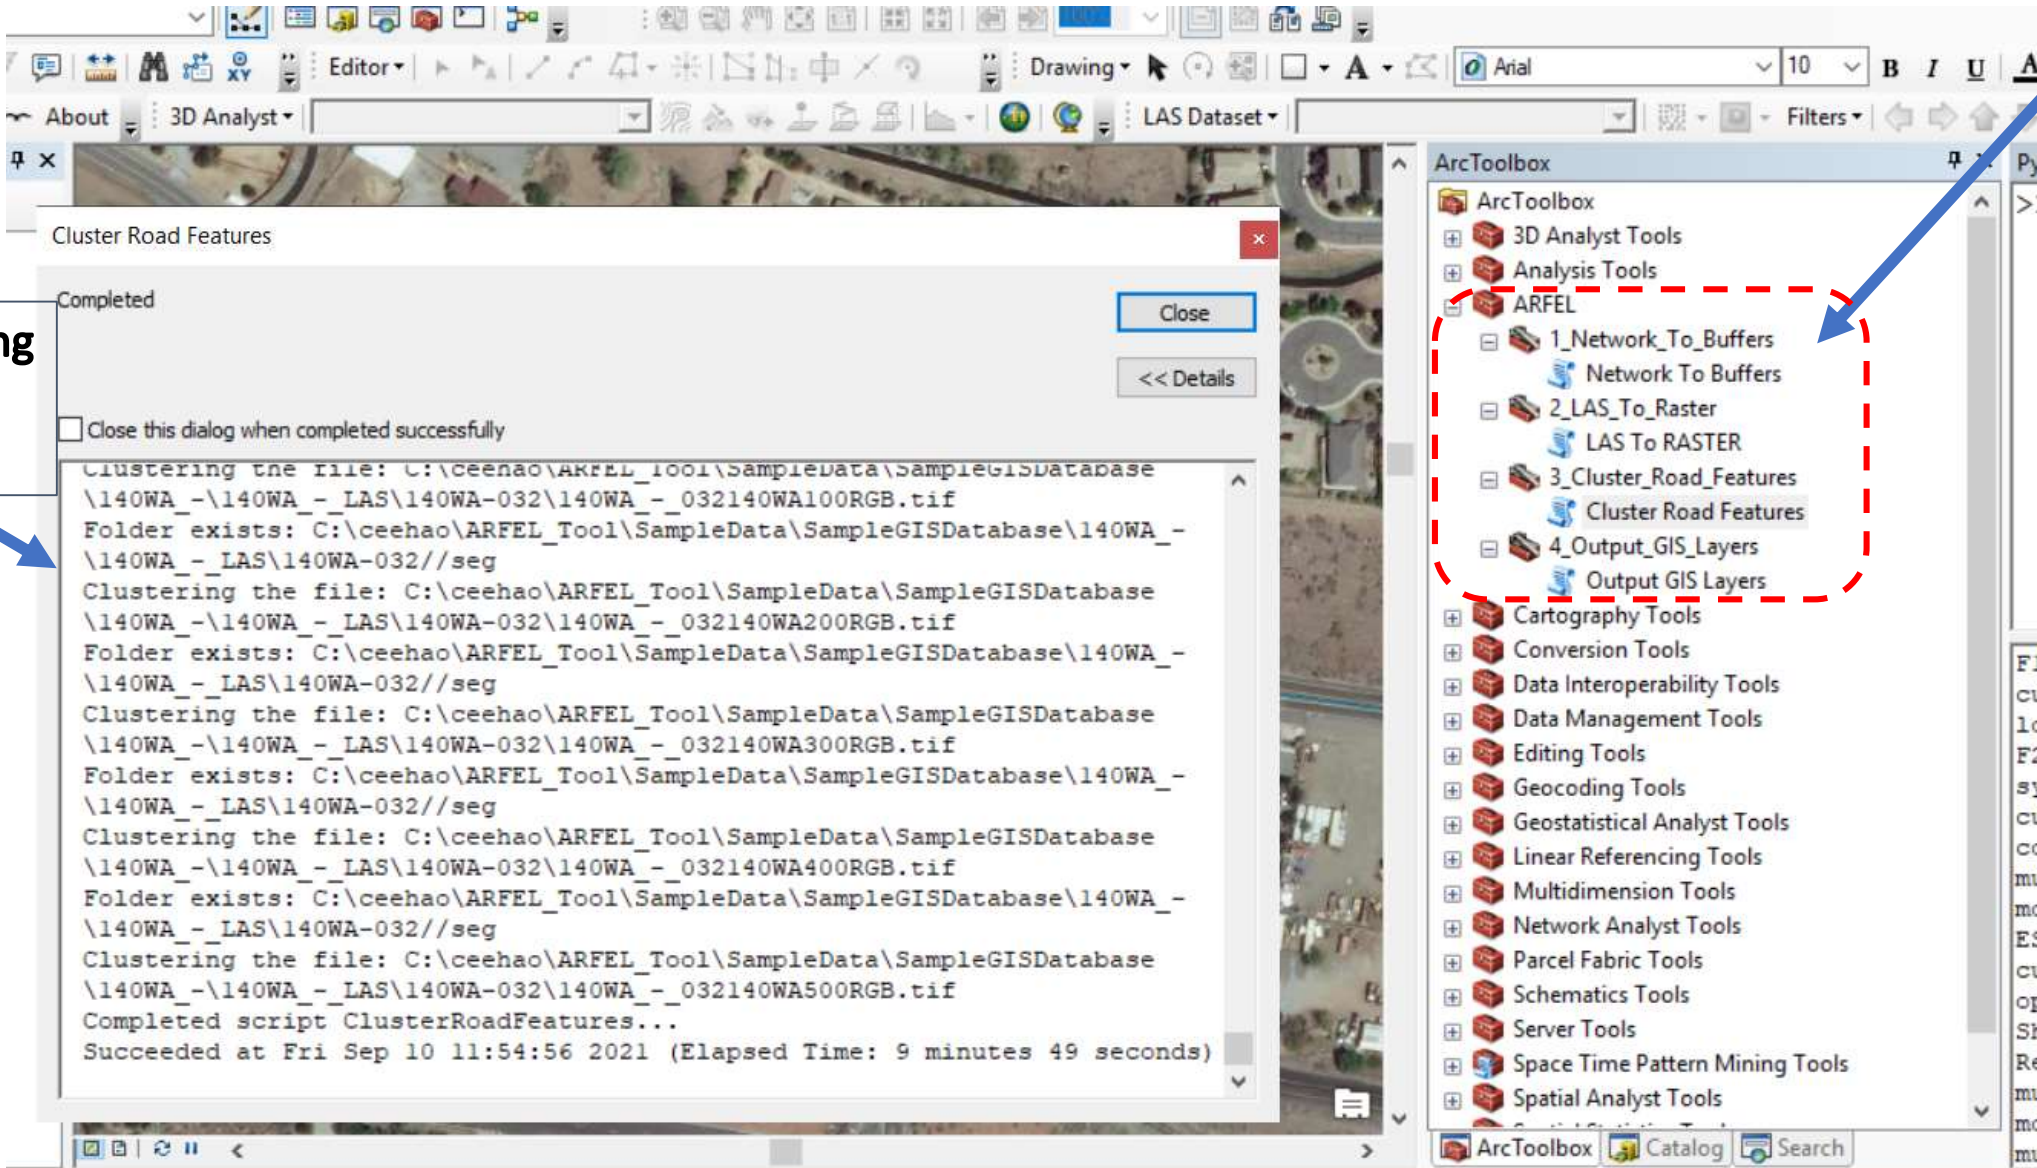 Editor
Drawing
A
Arial
10
B I U A
About
3D Analyst
LAS Dataset
Filters
ng
Cluster Road Features
Completed
Close
<< Details
Close this dialog when completed successfully
Clustering the file: C:\ceehao\ARFEL_Tool\SampleData\SampleGISDatabase
\140WA_-\140WA_-_LAS\140WA-032\140WA_-_032140WA100RGB.tif
Folder exists: C:\ceehao\ARFEL_Tool\SampleData\SampleGISDatabase\140WA_-
\140WA_-_LAS\140WA-032//seg
Clustering the file: C:\ceehao\ARFEL_Tool\SampleData\SampleGISDatabase
\140WA_-\140WA_-_LAS\140WA-032\140WA_-_032140WA200RGB.tif
Folder exists: C:\ceehao\ARFEL_Tool\SampleData\SampleGISDatabase\140WA_-
\140WA_-_LAS\140WA-032//seg
Clustering the file: C:\ceehao\ARFEL_Tool\SampleData\SampleGISDatabase
\140WA_-\140WA_-_LAS\140WA-032\140WA_-_032140WA300RGB.tif
Folder exists: C:\ceehao\ARFEL_Tool\SampleData\SampleGISDatabase\140WA_-
\140WA_-_LAS\140WA-032//seg
Clustering the file: C:\ceehao\ARFEL_Tool\SampleData\SampleGISDatabase
\140WA_-\140WA_-_LAS\140WA-032\140WA_-_032140WA400RGB.tif
Folder exists: C:\ceehao\ARFEL_Tool\SampleData\SampleGISDatabase\140WA_-
\140WA_-_LAS\140WA-032//seg
Clustering the file: C:\ceehao\ARFEL_Tool\SampleData\SampleGISDatabase
\140WA_-\140WA_-_LAS\140WA-032\140WA_-_032140WA500RGB.tif
Completed script ClusterRoadFeatures...
Succeeded at Fri Sep 10 11:54:56 2021 (Elapsed Time: 9 minutes 49 seconds)
ArcToolbox
ArcToolbox
3D Analyst Tools
Analysis Tools
ARFEL
1_Network_To_Buffers
Network To Buffers
2_LAS_To_Raster
LAS To RASTER
3_Cluster_Road_Features
Cluster Road Features
4_Output_GIS_Layers
Output GIS Layers
Cartography Tools
Conversion Tools
Data Interoperability Tools
Data Management Tools
Editing Tools
Geocoding Tools
Geostatistical Analyst Tools
Linear Referencing Tools
Multidimension Tools
Network Analyst Tools
Parcel Fabric Tools
Schematics Tools
Server Tools
Space Time Pattern Mining Tools
Spatial Analyst Tools
ArcToolbox Catalog Search
Py